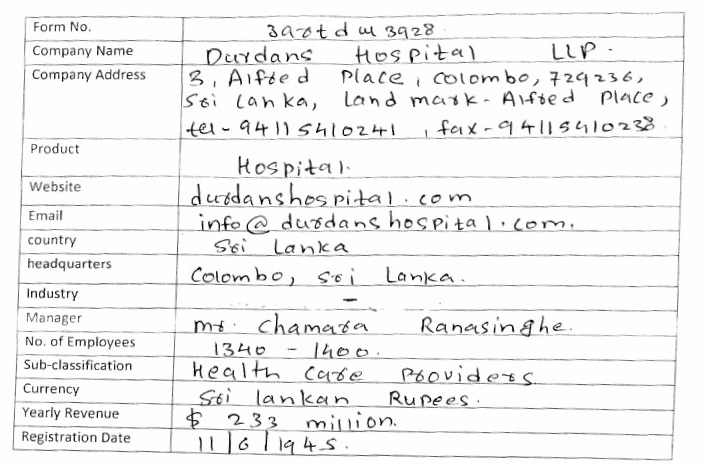 Form No. 3arotdw3928
Company Name Durdans Hospital LLP.
Company Address 3, Alfred Place, colombo, 729236,
Sri Lanka, Land mark - Alfred Place,
tel - 94115410241, fax - 94115410238
Product Hospital.
Website durdanshospital.com
Email info@durdanshospital.com.
country Sri Lanka
headquarters Colombo, Sri Lanka.
Industry -
Manager mr. Chamara Ranasinghe.
No. of Employees 1340 - 1400.
Sub-classification Health care Providers
Currency Sri lankan Rupees.
Yearly Revenue $ 233 million.
Registration Date 11/6/1945.